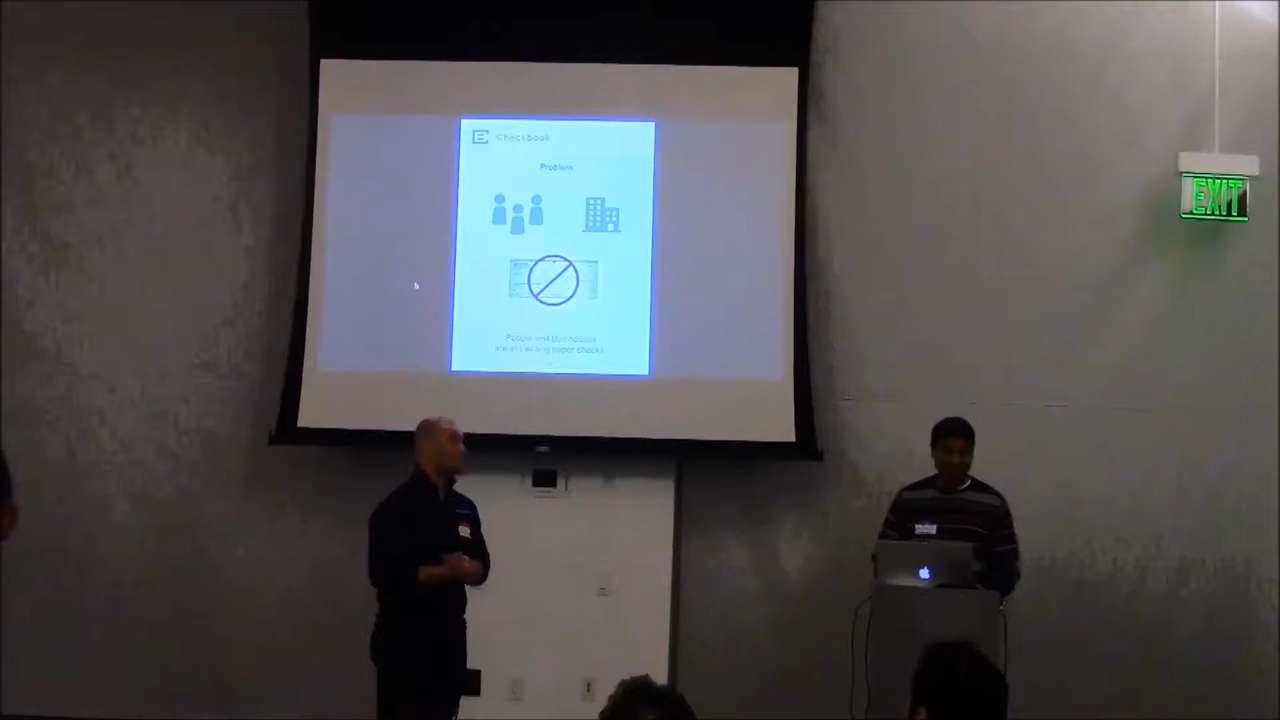 Checkbook
Problem
People and Businesses
are still writing paper checks
EXIT